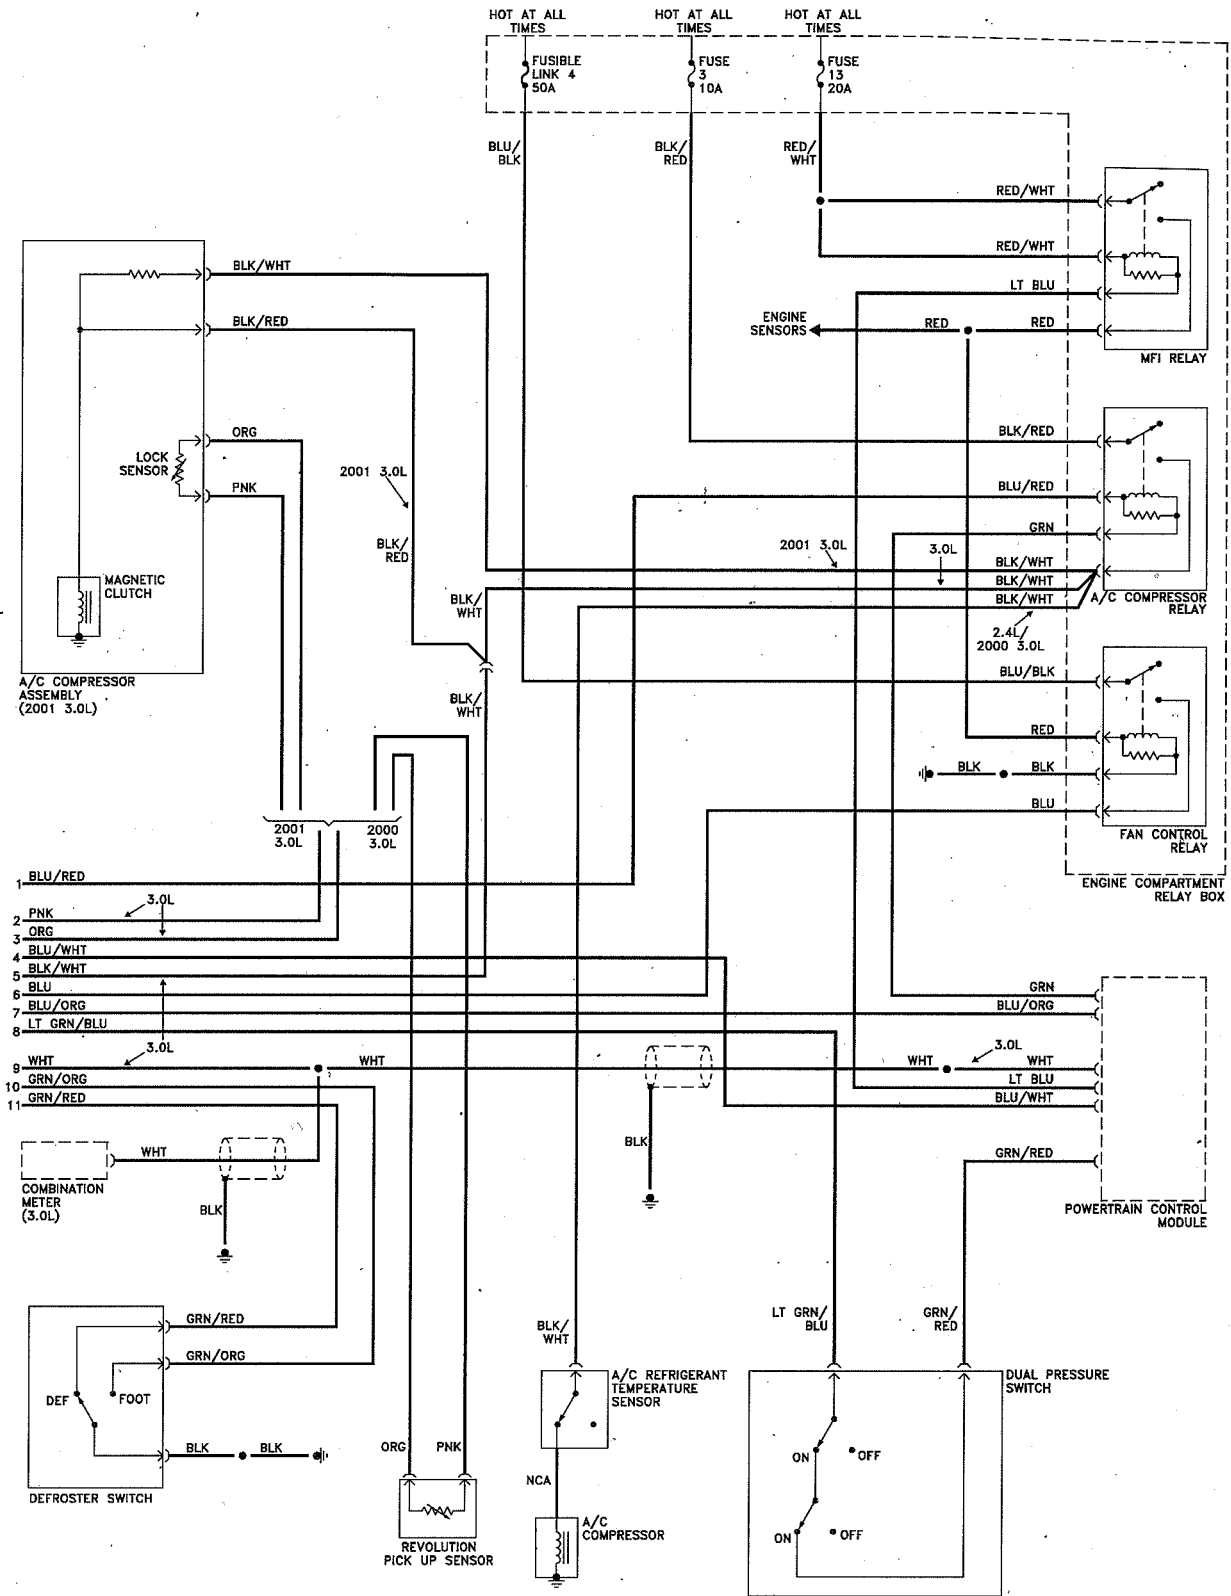 HOT AT ALL
TIMES
HOT AT ALL
TIMES
HOT AT ALL
TIMES
FUSIBLE
LINK 4
50A
FUSE
3
10A
FUSE
13
20A
BLU/
BLK
BLK/
RED
RED/
WHT
RED/WHT
RED/WHT
LT BLU
ENGINE
SENSORS
RED
RED
MFI RELAY
BLK/WHT
BLK/RED
ORG
LOCK
SENSOR
PNK
2001 3.0L
BLK/
RED
MAGNETIC
CLUTCH
A/C COMPRESSOR
ASSEMBLY
(2001 3.0L)
BLK/RED
BLU/RED
GRN
2001 3.0L
3.0L
BLK/WHT
BLK/WHT
BLK/WHT
A/C COMPRESSOR
RELAY
2.4L/
2000 3.0L
BLK/
WHT
BLK/
WHT
BLU/BLK
RED
BLK
BLK
BLU
FAN CONTROL
RELAY
ENGINE COMPARTMENT
RELAY BOX
2001
3.0L
2000
3.0L
1 BLU/RED
2 PNK
3.0L
3 ORG
4 BLU/WHT
5 BLK/WHT
6 BLU
7 BLU/ORG
8 LT GRN/BLU
3.0L
9 WHT
WHT
10 GRN/ORG
11 GRN/RED
GRN
BLU/ORG
3.0L
WHT
WHT
LT BLU
BLU/WHT
GRN/RED
POWERTRAIN CONTROL
MODULE
BLK
WHT
COMBINATION
METER
(3.0L)
BLK
GRN/RED
GRN/ORG
DEF
FOOT
BLK
BLK
DEFROSTER SWITCH
ORG
PNK
REVOLUTION
PICK UP SENSOR
BLK/
WHT
A/C REFRIGERANT
TEMPERATURE
SENSOR
NCA
A/C
COMPRESSOR
LT GRN/
BLU
GRN/
RED
DUAL PRESSURE
SWITCH
ON
OFF
ON
OFF